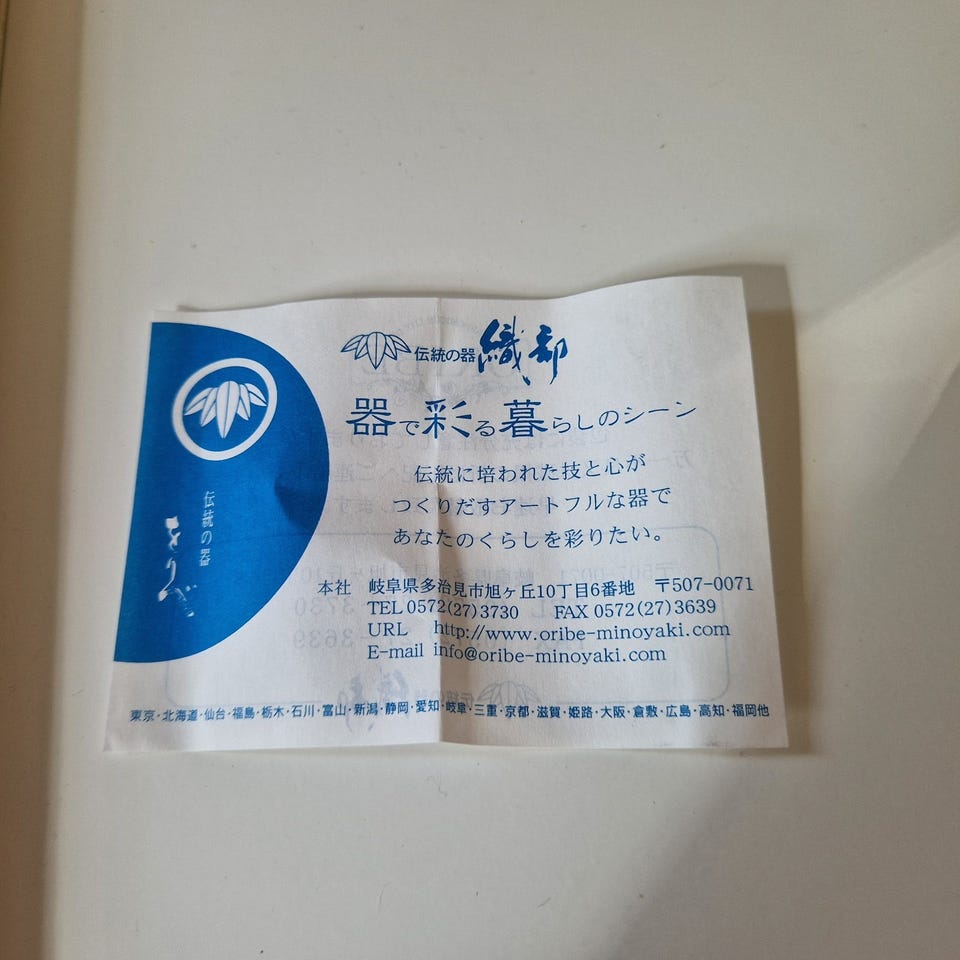 伝統の器 織部
器で彩る暮らしのシーン
伝統に培われた技と心が
つくりだすアートフルな器で
あなたのくらしを彩りたい。
伝統の器
をりべ
本社 岐阜県多治見市旭ヶ丘10丁目6番地 〒507-0071
TEL 0572(27)3730 FAX 0572(27)3639
URL http://www.oribe-minoyaki.com
E-mail info@oribe-minoyaki.com
東京・北海道・仙台・福島・栃木・石川・富山・新潟・静岡・愛知・岐阜・三重・京都・滋賀・姫路・大阪・倉敷・広島・高知・福岡他